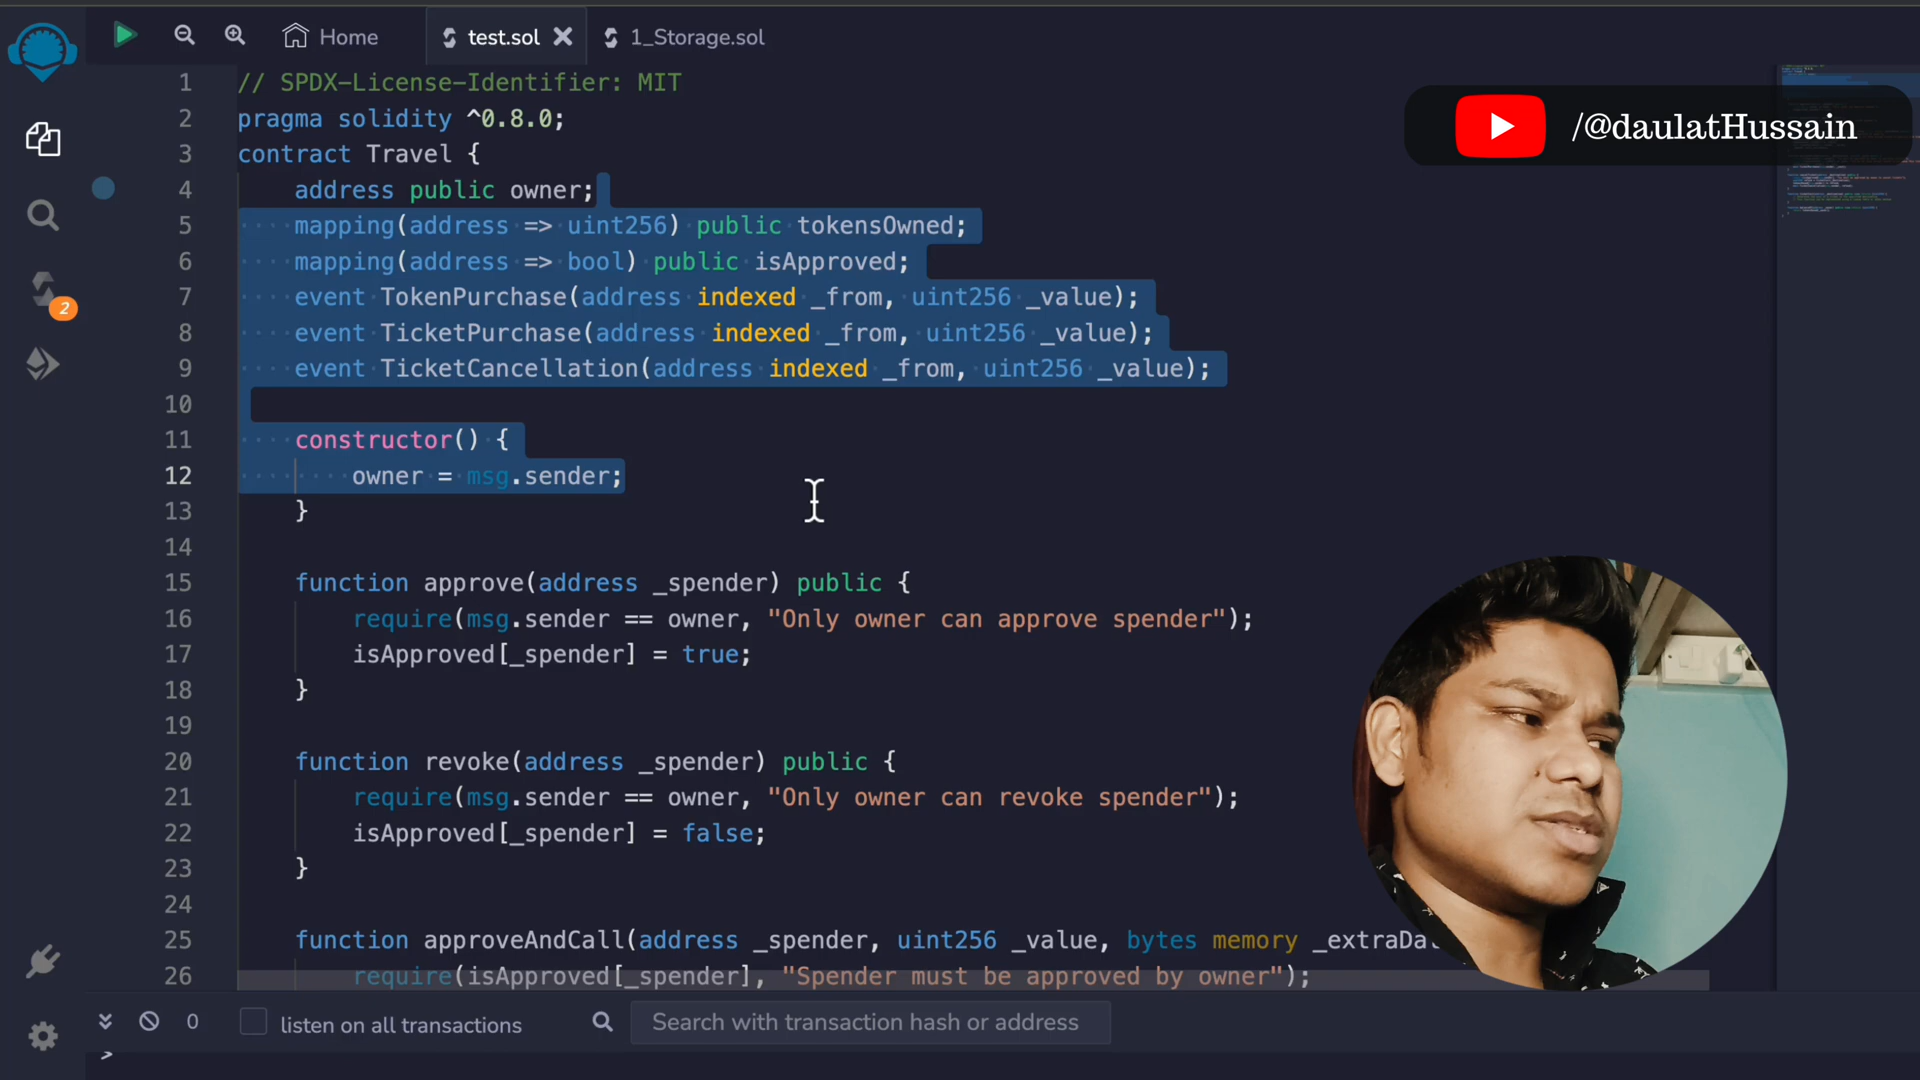 Home
test.sol
1_Storage.sol
/@daulatHussain
2
1 // SPDX-License-Identifier: MIT
2 pragma solidity ^0.8.0;
3 contract Travel {
4 address public owner;
5 mapping(address => uint256) public tokensOwned;
6 mapping(address => bool) public isApproved;
7 event TokenPurchase(address indexed _from, uint256 _value);
8 event TicketPurchase(address indexed _from, uint256 _value);
9 event TicketCancellation(address indexed _from, uint256 _value);
10
11 constructor() {
12 owner = msg.sender;
13 }
14
15 function approve(address _spender) public {
16 require(msg.sender == owner, "Only owner can approve spender");
17 isApproved[_spender] = true;
18 }
19
20 function revoke(address _spender) public {
21 require(msg.sender == owner, "Only owner can revoke spender");
22 isApproved[_spender] = false;
23 }
24
25 function approveAndCall(address _spender, uint256 _value, bytes memory _extraDa
26 require(isApproved[_spender], "Spender must be approved by owner");
0
listen on all transactions
Search with transaction hash or address
>